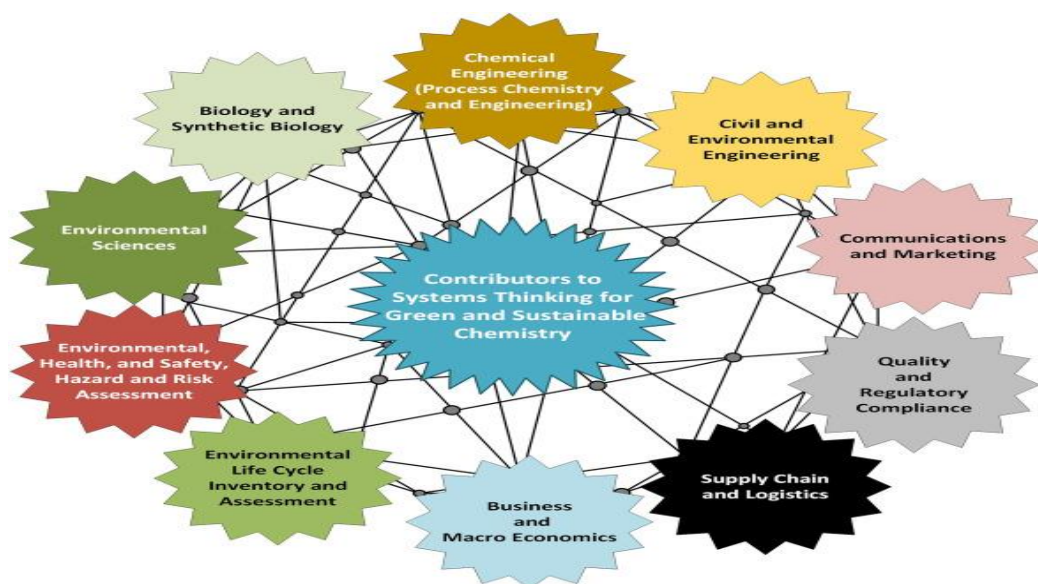 Chemical
Engineering
(Process Chemistry
and Engineering)
Biology and
Synthetic Biology
Civil and
Environmental
Engineering
Environmental
Sciences
Communications
and Marketing
Contributors to
Systems Thinking for
Green and Sustainable
Chemistry
Environmental,
Health, and Safety,
Hazard and Risk
Assessment
Quality
and
Regulatory
Compliance
Environmental
Life Cycle
Inventory and
Assessment
Supply Chain
and Logistics
Business
and
Macro Economics